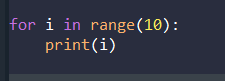 for i in range(10):
    print(i)